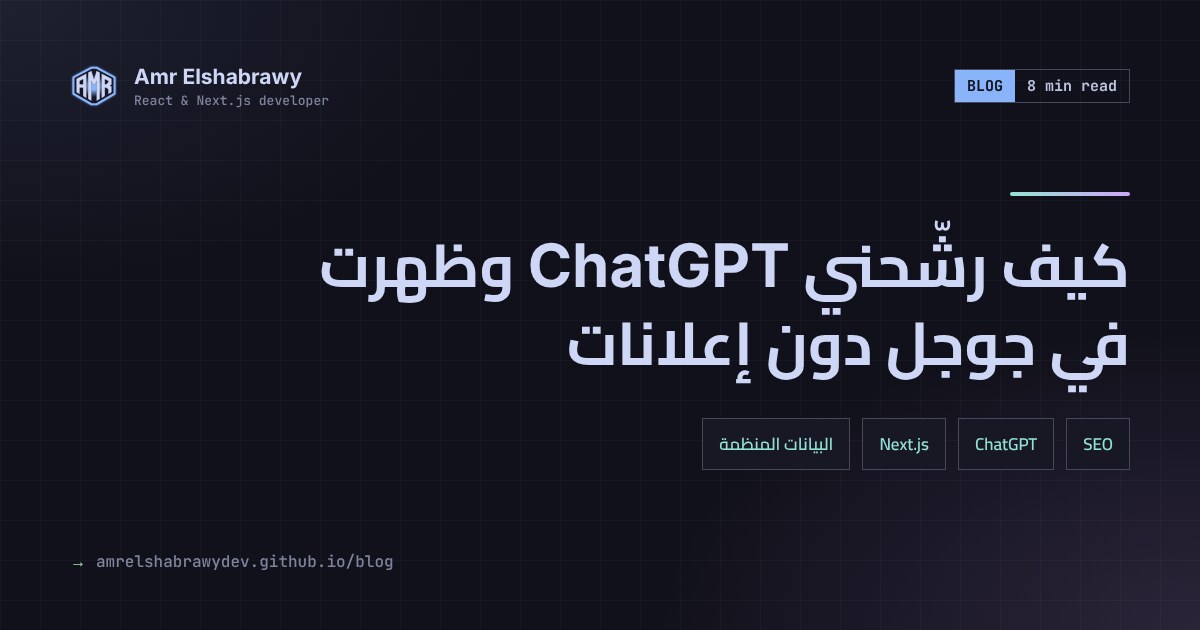 AMR
Amr Elshabrawy
React & Next.js developer
BLOG 8 min read
كيف رشّحني ChatGPT وظهرت
في جوجل دون إعلانات
SEO ChatGPT Next.js البيانات المنظمة
→ amrelshabrawydev.github.io/blog